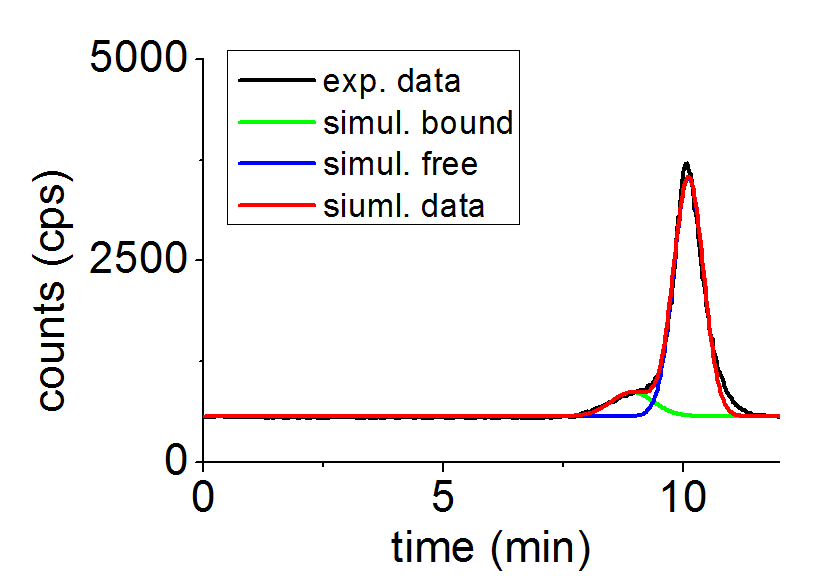 5000
exp. data
simul. bound
simul. free
siuml. data
2500
counts (cps)
0
0 5 10
time (min)